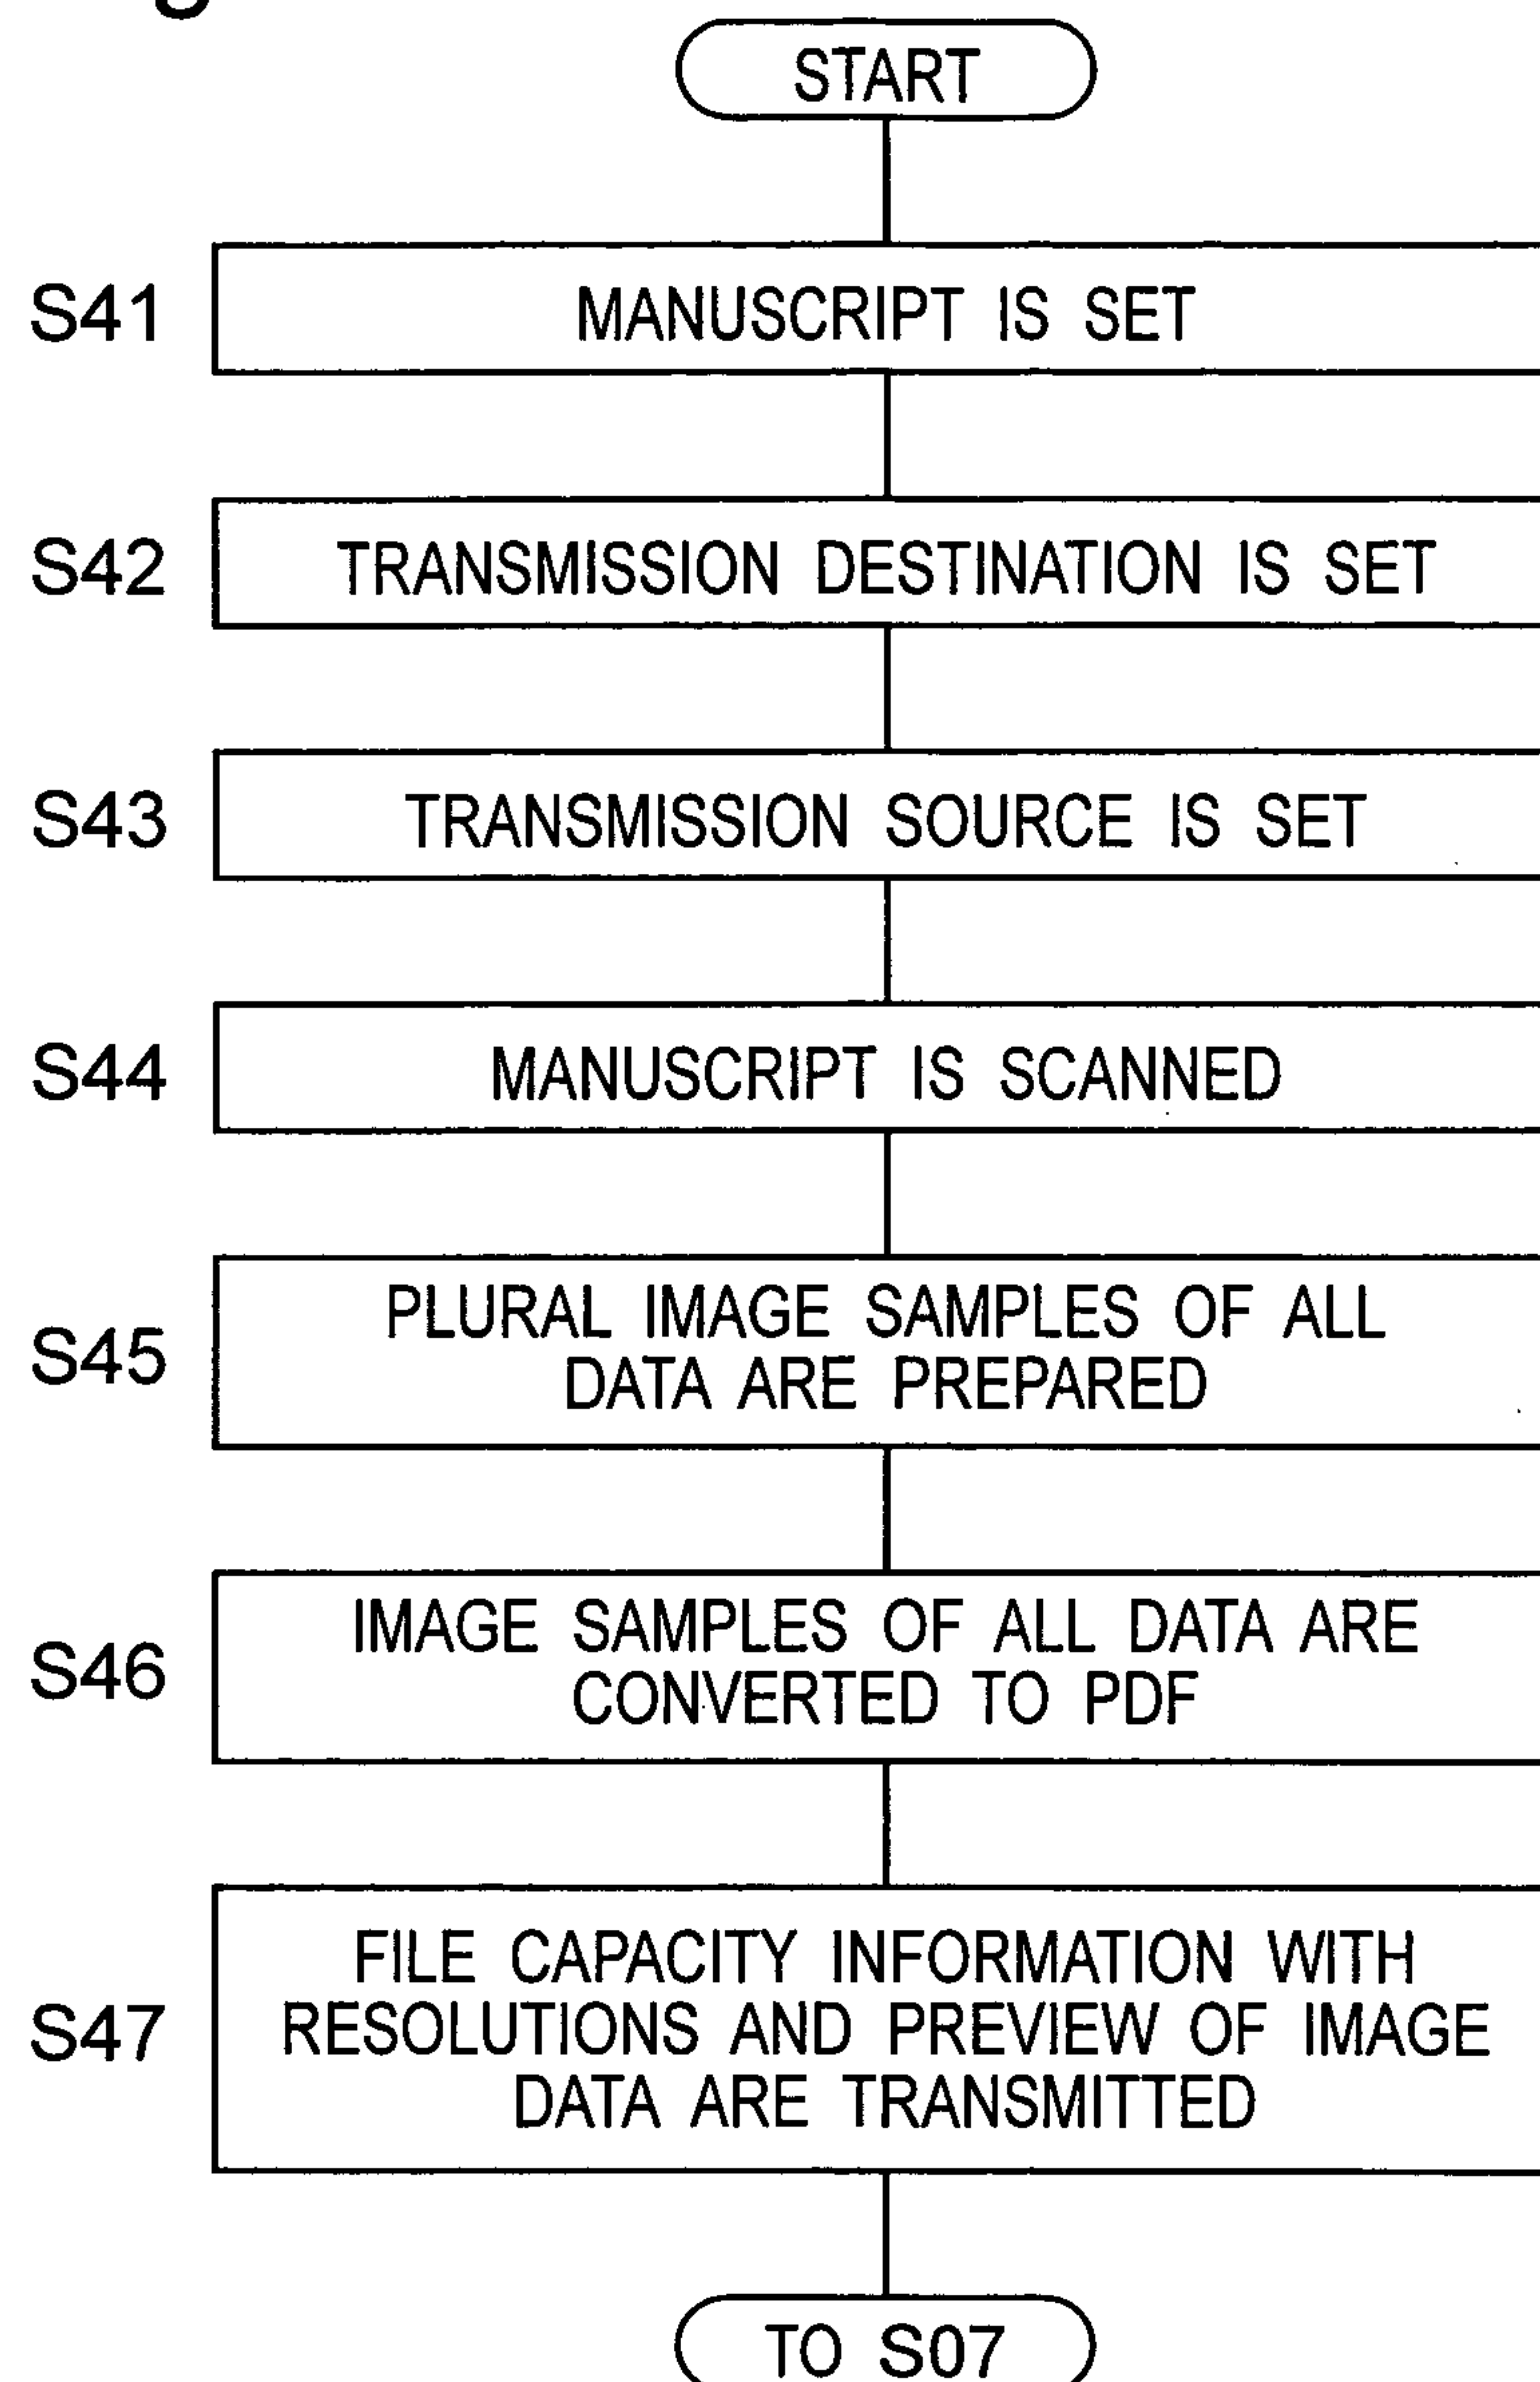 START
S41
MANUSCRIPT IS SET
S42
TRANSMISSION DESTINATION IS SET
S43
TRANSMISSION SOURCE IS SET
S44
MANUSCRIPT IS SCANNED
S45
PLURAL IMAGE SAMPLES OF ALL
DATA ARE PREPARED
S46
IMAGE SAMPLES OF ALL DATA ARE
CONVERTED TO PDF
S47
FILE CAPACITY INFORMATION WITH
RESOLUTIONS AND PREVIEW OF IMAGE
DATA ARE TRANSMITTED
TO S07